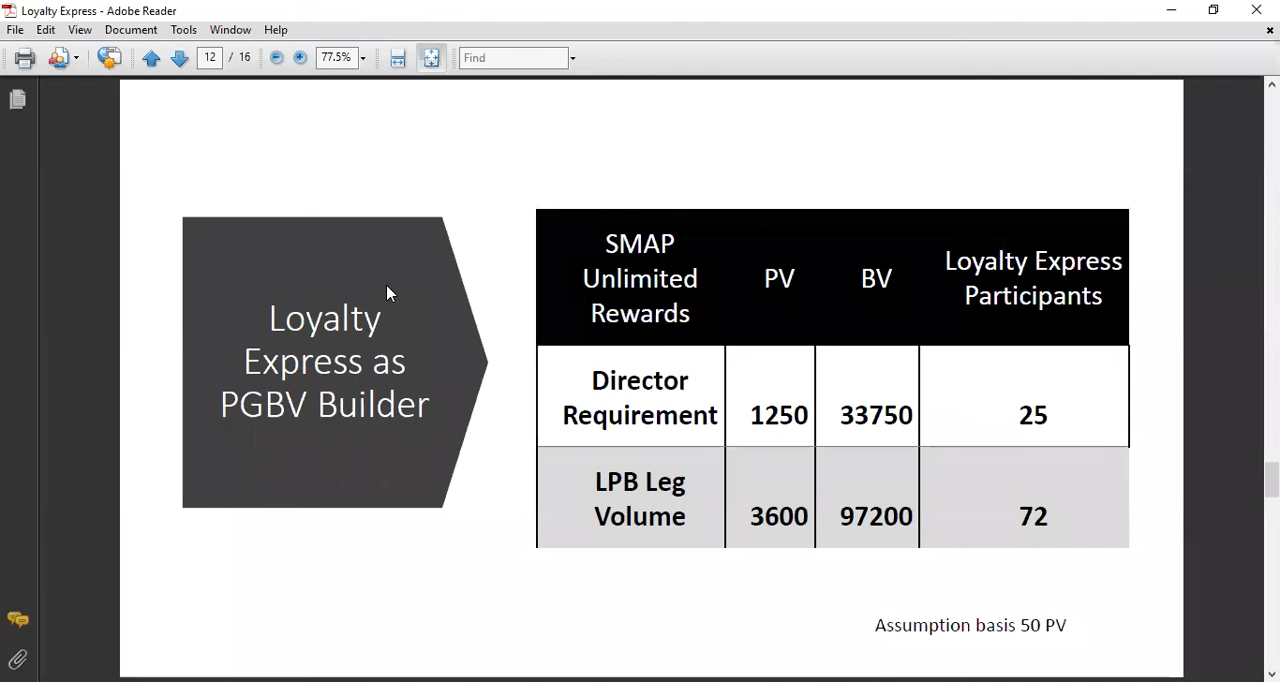 Loyalty Express - Adobe Reader
File Edit View Document Tools Window Help
12 / 16 77.5% Find
Loyalty
Express as
PGBV Builder
SMAP
Unlimited
Rewards
PV
BV
Loyalty Express
Participants
Director
Requirement 1250 33750 25
LPB Leg
Volume 3600 97200 72
Assumption basis 50 PV